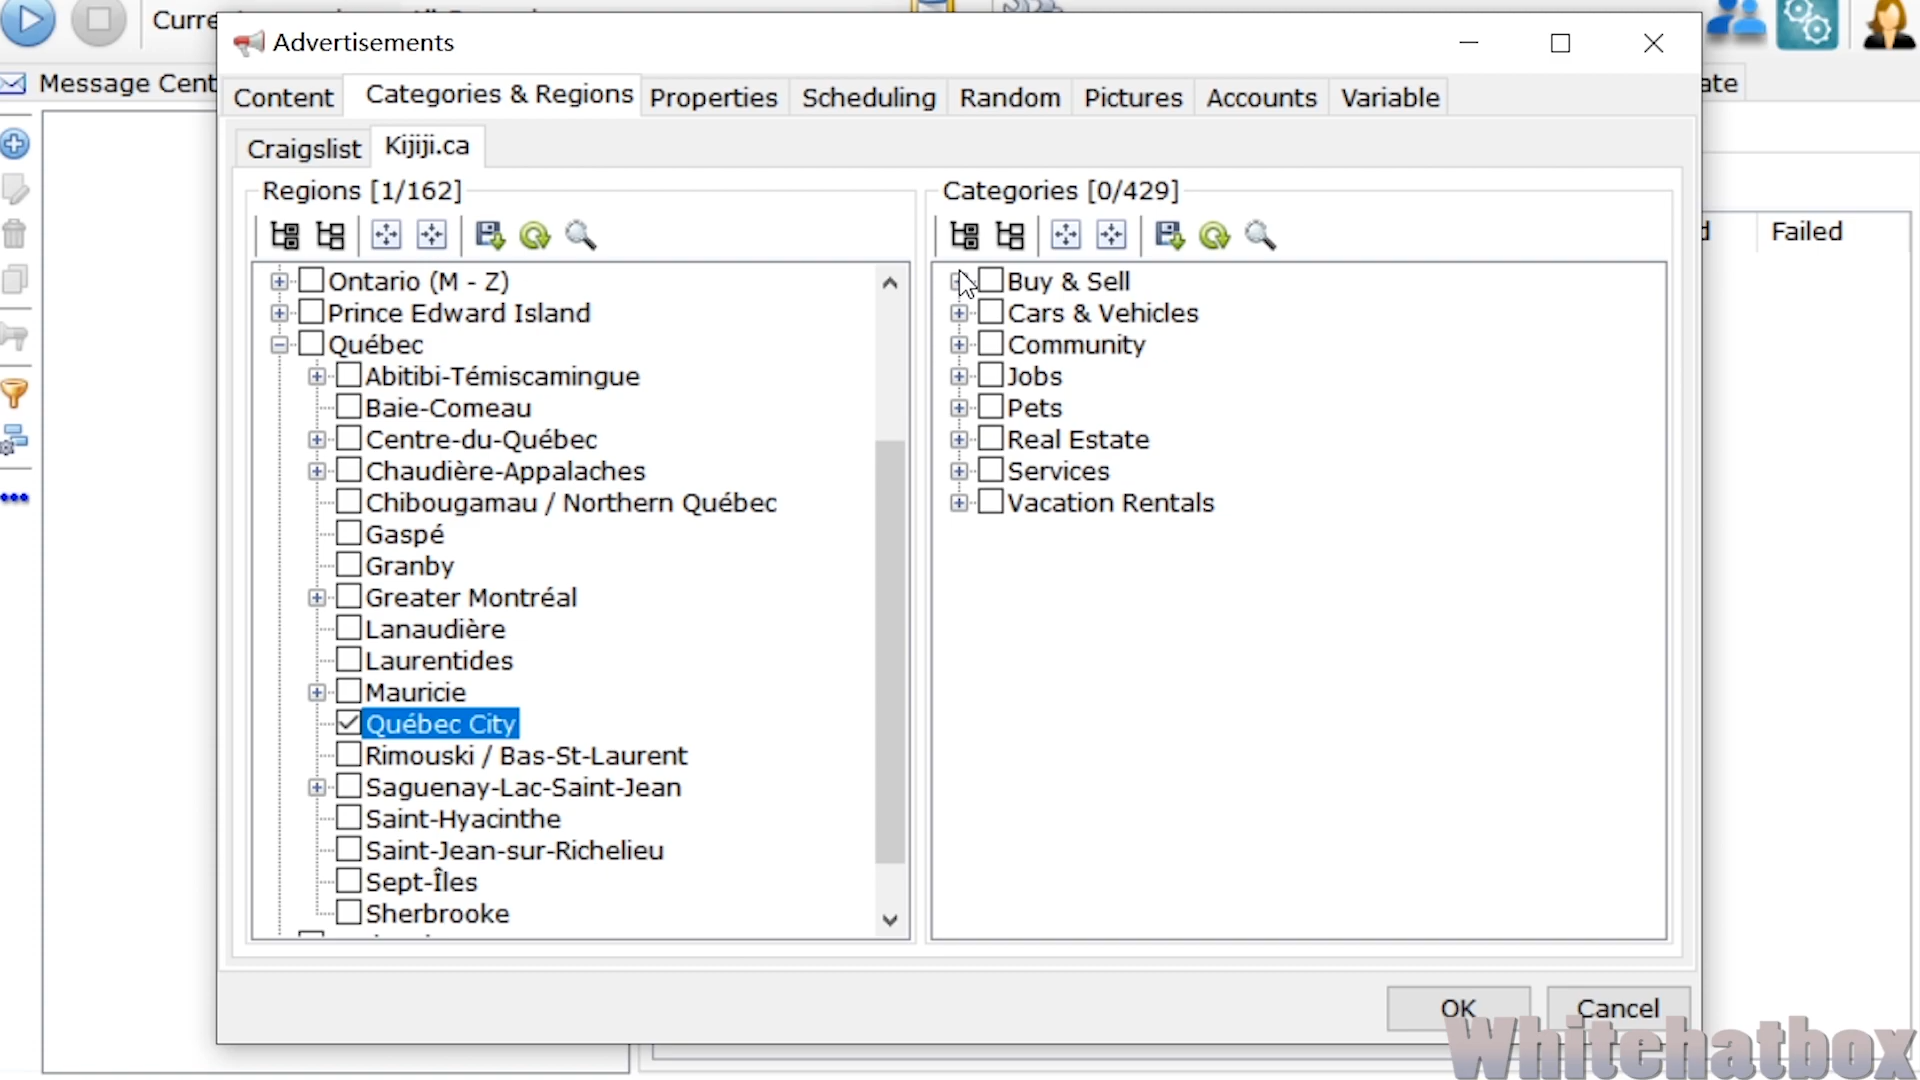 Curre
Advertisements
Message Cent
Content
Categories & Regions
Properties
Scheduling
Random
Pictures
Accounts
Variable
ate
Craigslist
Kijiji.ca
Regions [1/162]
Categories [0/429]
d
Failed
Ontario (M - Z)
Prince Edward Island
Québec
Abitibi-Témiscamingue
Baie-Comeau
Centre-du-Québec
Chaudière-Appalaches
Chibougamau / Northern Québec
Gaspé
Granby
Greater Montréal
Lanaudière
Laurentides
Mauricie
Québec City
Rimouski / Bas-St-Laurent
Saguenay-Lac-Saint-Jean
Saint-Hyacinthe
Saint-Jean-sur-Richelieu
Sept-Îles
Sherbrooke
Buy & Sell
Cars & Vehicles
Community
Jobs
Pets
Real Estate
Services
Vacation Rentals
OK
Cancel
Whitehatbox